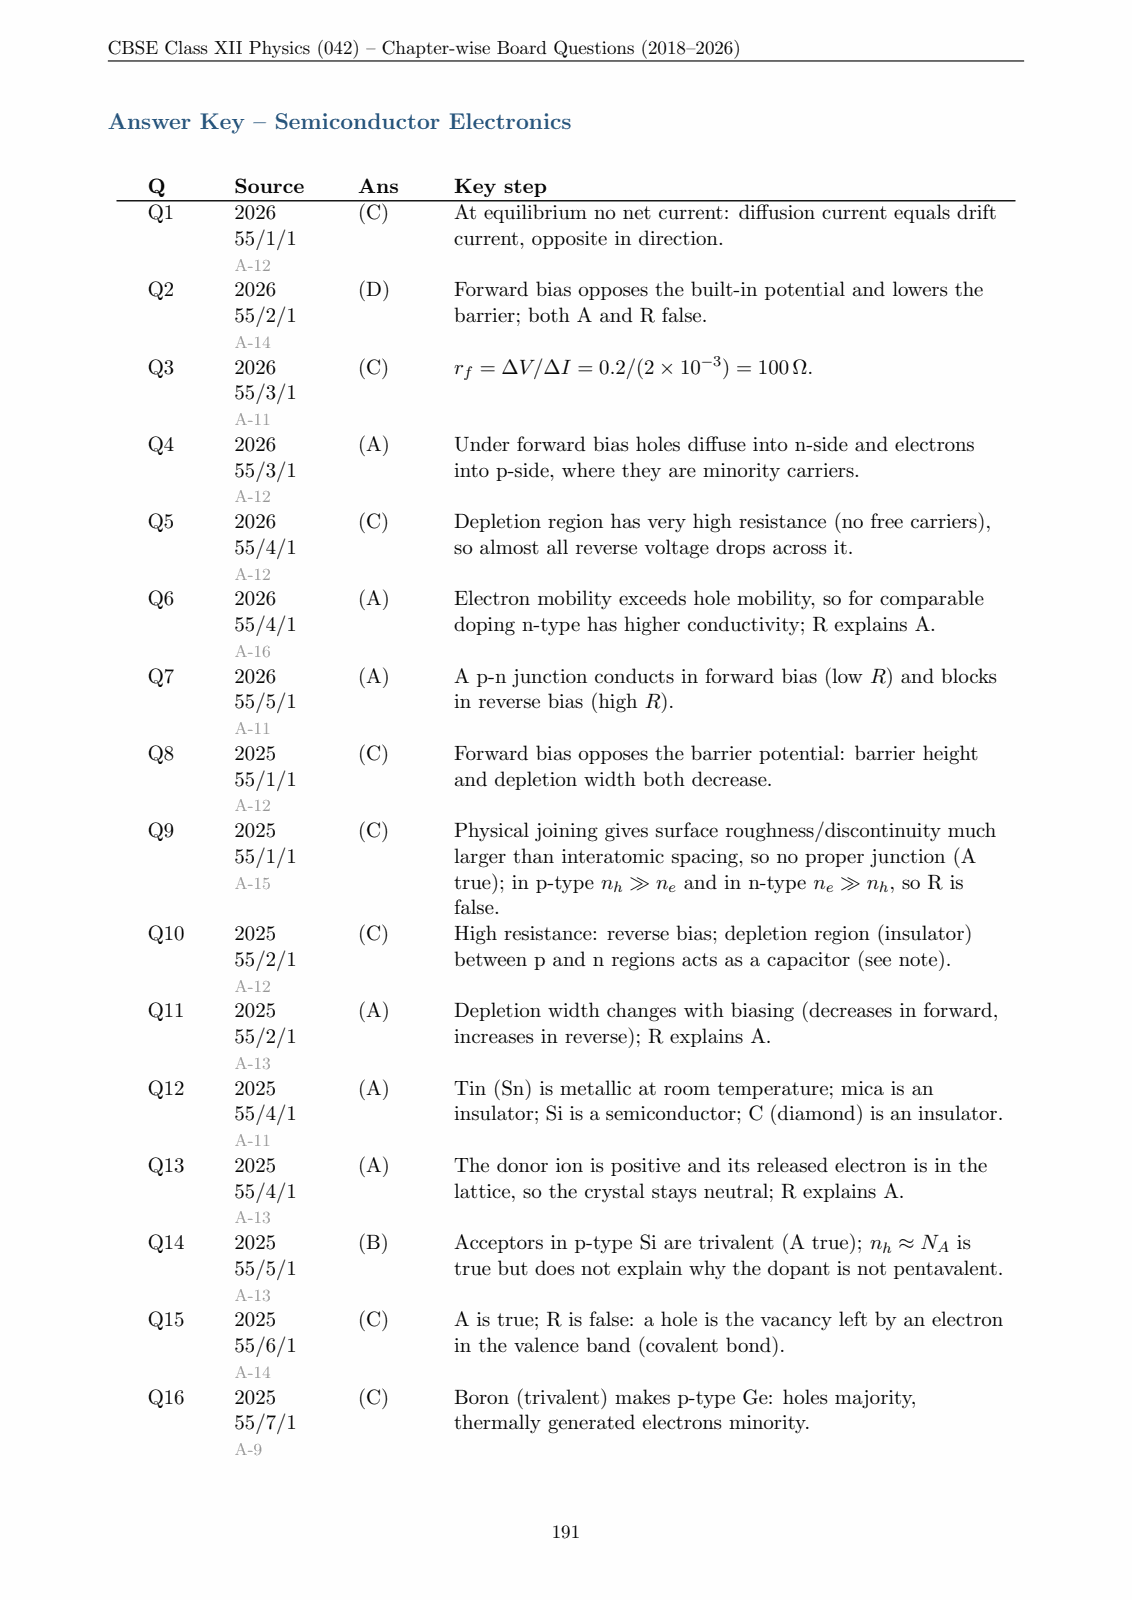 CBSE Class XII Physics (042) – Chapter-wise Board Questions (2018–2026)
Answer Key – Semiconductor Electronics
Q Source Ans Key step
Q1 2026 (C) At equilibrium no net current: diffusion current equals drift
55/1/1 current, opposite in direction.
A-12
Q2 2026 (D) Forward bias opposes the built-in potential and lowers the
55/2/1 barrier; both A and R false.
A-14
Q3 2026 (C) r_f = ΔV/ΔI = 0.2/(2 × 10⁻³) = 100 Ω.
55/3/1
A-11
Q4 2026 (A) Under forward bias holes diffuse into n-side and electrons
55/3/1 into p-side, where they are minority carriers.
A-12
Q5 2026 (C) Depletion region has very high resistance (no free carriers),
55/4/1 so almost all reverse voltage drops across it.
A-12
Q6 2026 (A) Electron mobility exceeds hole mobility, so for comparable
55/4/1 doping n-type has higher conductivity; R explains A.
A-16
Q7 2026 (A) A p-n junction conducts in forward bias (low R) and blocks
55/5/1 in reverse bias (high R).
A-11
Q8 2025 (C) Forward bias opposes the barrier potential: barrier height
55/1/1 and depletion width both decrease.
A-12
Q9 2025 (C) Physical joining gives surface roughness/discontinuity much
55/1/1 larger than interatomic spacing, so no proper junction (A
A-15 true); in p-type n_h ≫ n_e and in n-type n_e ≫ n_h, so R is
false.
Q10 2025 (C) High resistance: reverse bias; depletion region (insulator)
55/2/1 between p and n regions acts as a capacitor (see note).
A-12
Q11 2025 (A) Depletion width changes with biasing (decreases in forward,
55/2/1 increases in reverse); R explains A.
A-13
Q12 2025 (A) Tin (Sn) is metallic at room temperature; mica is an
55/4/1 insulator; Si is a semiconductor; C (diamond) is an insulator.
A-11
Q13 2025 (A) The donor ion is positive and its released electron is in the
55/4/1 lattice, so the crystal stays neutral; R explains A.
A-13
Q14 2025 (B) Acceptors in p-type Si are trivalent (A true); n_h ≈ N_A is
55/5/1 true but does not explain why the dopant is not pentavalent.
A-13
Q15 2025 (C) A is true; R is false: a hole is the vacancy left by an electron
55/6/1 in the valence band (covalent bond).
A-14
Q16 2025 (C) Boron (trivalent) makes p-type Ge: holes majority,
55/7/1 thermally generated electrons minority.
A-9
191